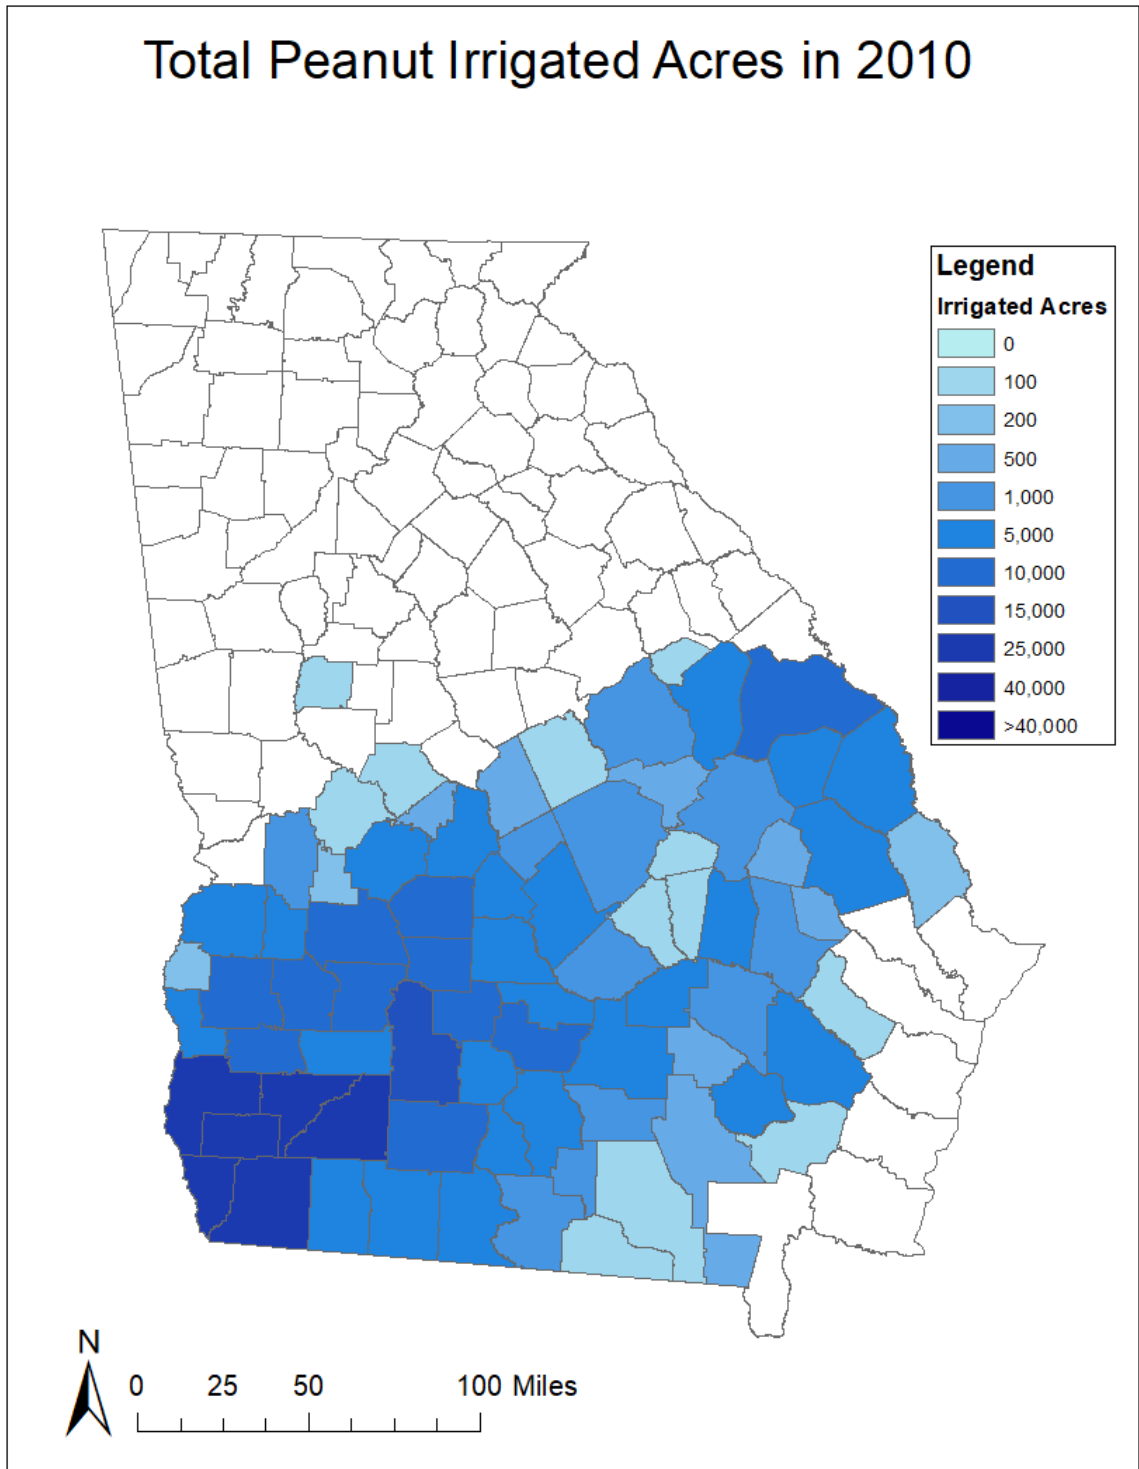 Total Peanut Irrigated Acres in 2010
Legend
Irrigated Acres
0
100
200
500
1,000
5,000
10,000
15,000
25,000
40,000
>40,000
N
0 25 50 100 Miles